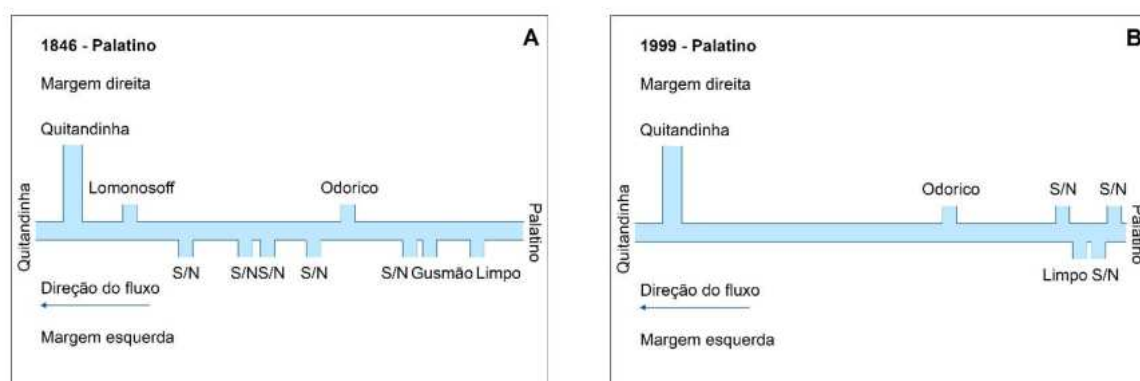 1846 - Palatino
A
Margem direita
Quitandinha
Lomonosoff
Odorico
Quitandinha
Palatino
S/N
S/N
S/N
S/N
S/N
Gusmão
Limpo
Direção do fluxo
Margem esquerda
1999 - Palatino
B
Margem direita
Quitandinha
Odorico
S/N
S/N
Quitandinha
Palatino
Limpo
S/N
Direção do fluxo
Margem esquerda